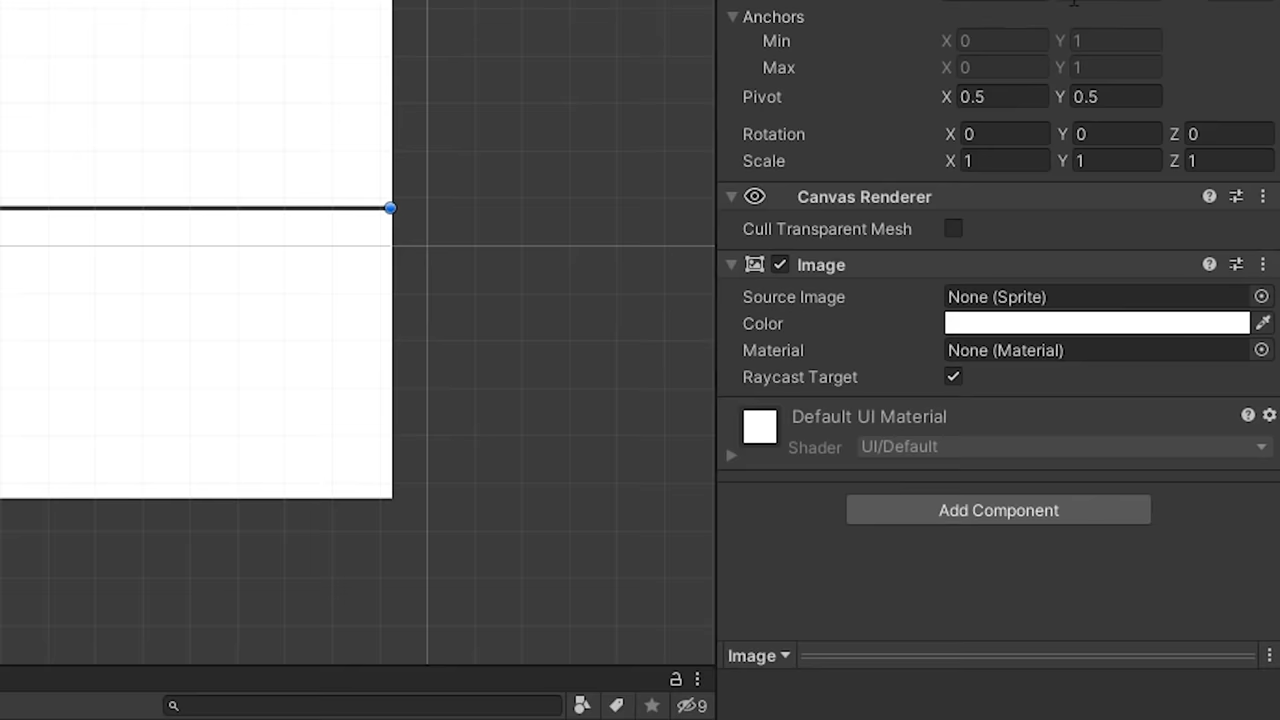 Anchors
Min X 0 Y 1
Max X 0 Y 1
Pivot X 0.5 Y 0.5
Rotation X 0 Y 0 Z 0
Scale X 1 Y 1 Z 1
Canvas Renderer
Cull Transparent Mesh
Image
Source Image None (Sprite)
Color
Material None (Material)
Raycast Target
Default UI Material
Shader UI/Default
Add Component
Image
9